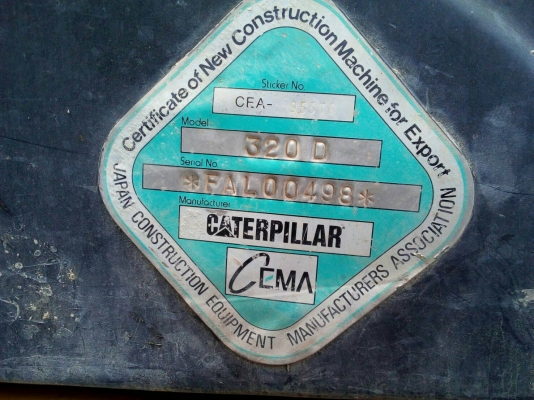 Certificate of New Construction Machine for Export
Sticker No.
CEA-
Model
320 D
Serial No.
*FAL00498*
Manufacturer
CATERPILLAR
CEMA
JAPAN CONSTRUCTION EQUIPMENT MANUFACTURERS ASSOCIATION